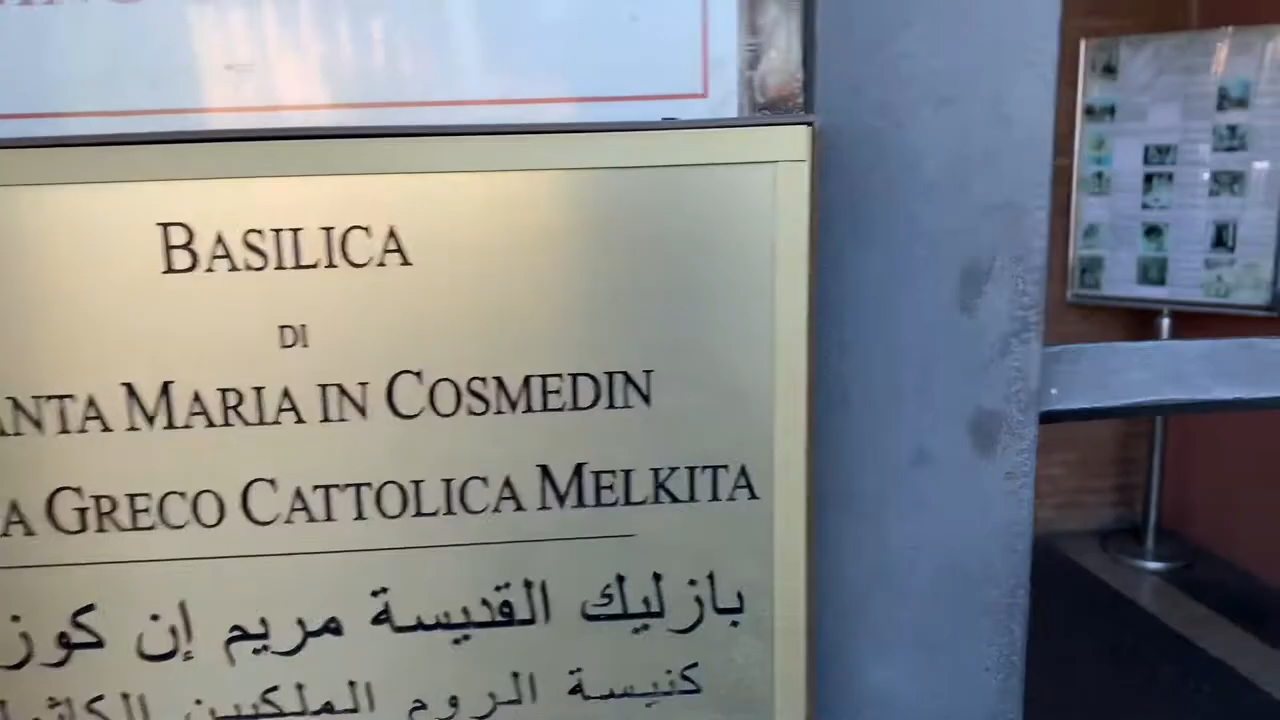 BASILICA
DI
ANTA MARIA IN COSMEDIN
A GRECO CATTOLICA MELKITA
بازليك القديسة مريم إن كوز
كنيسة الروم الملكيين